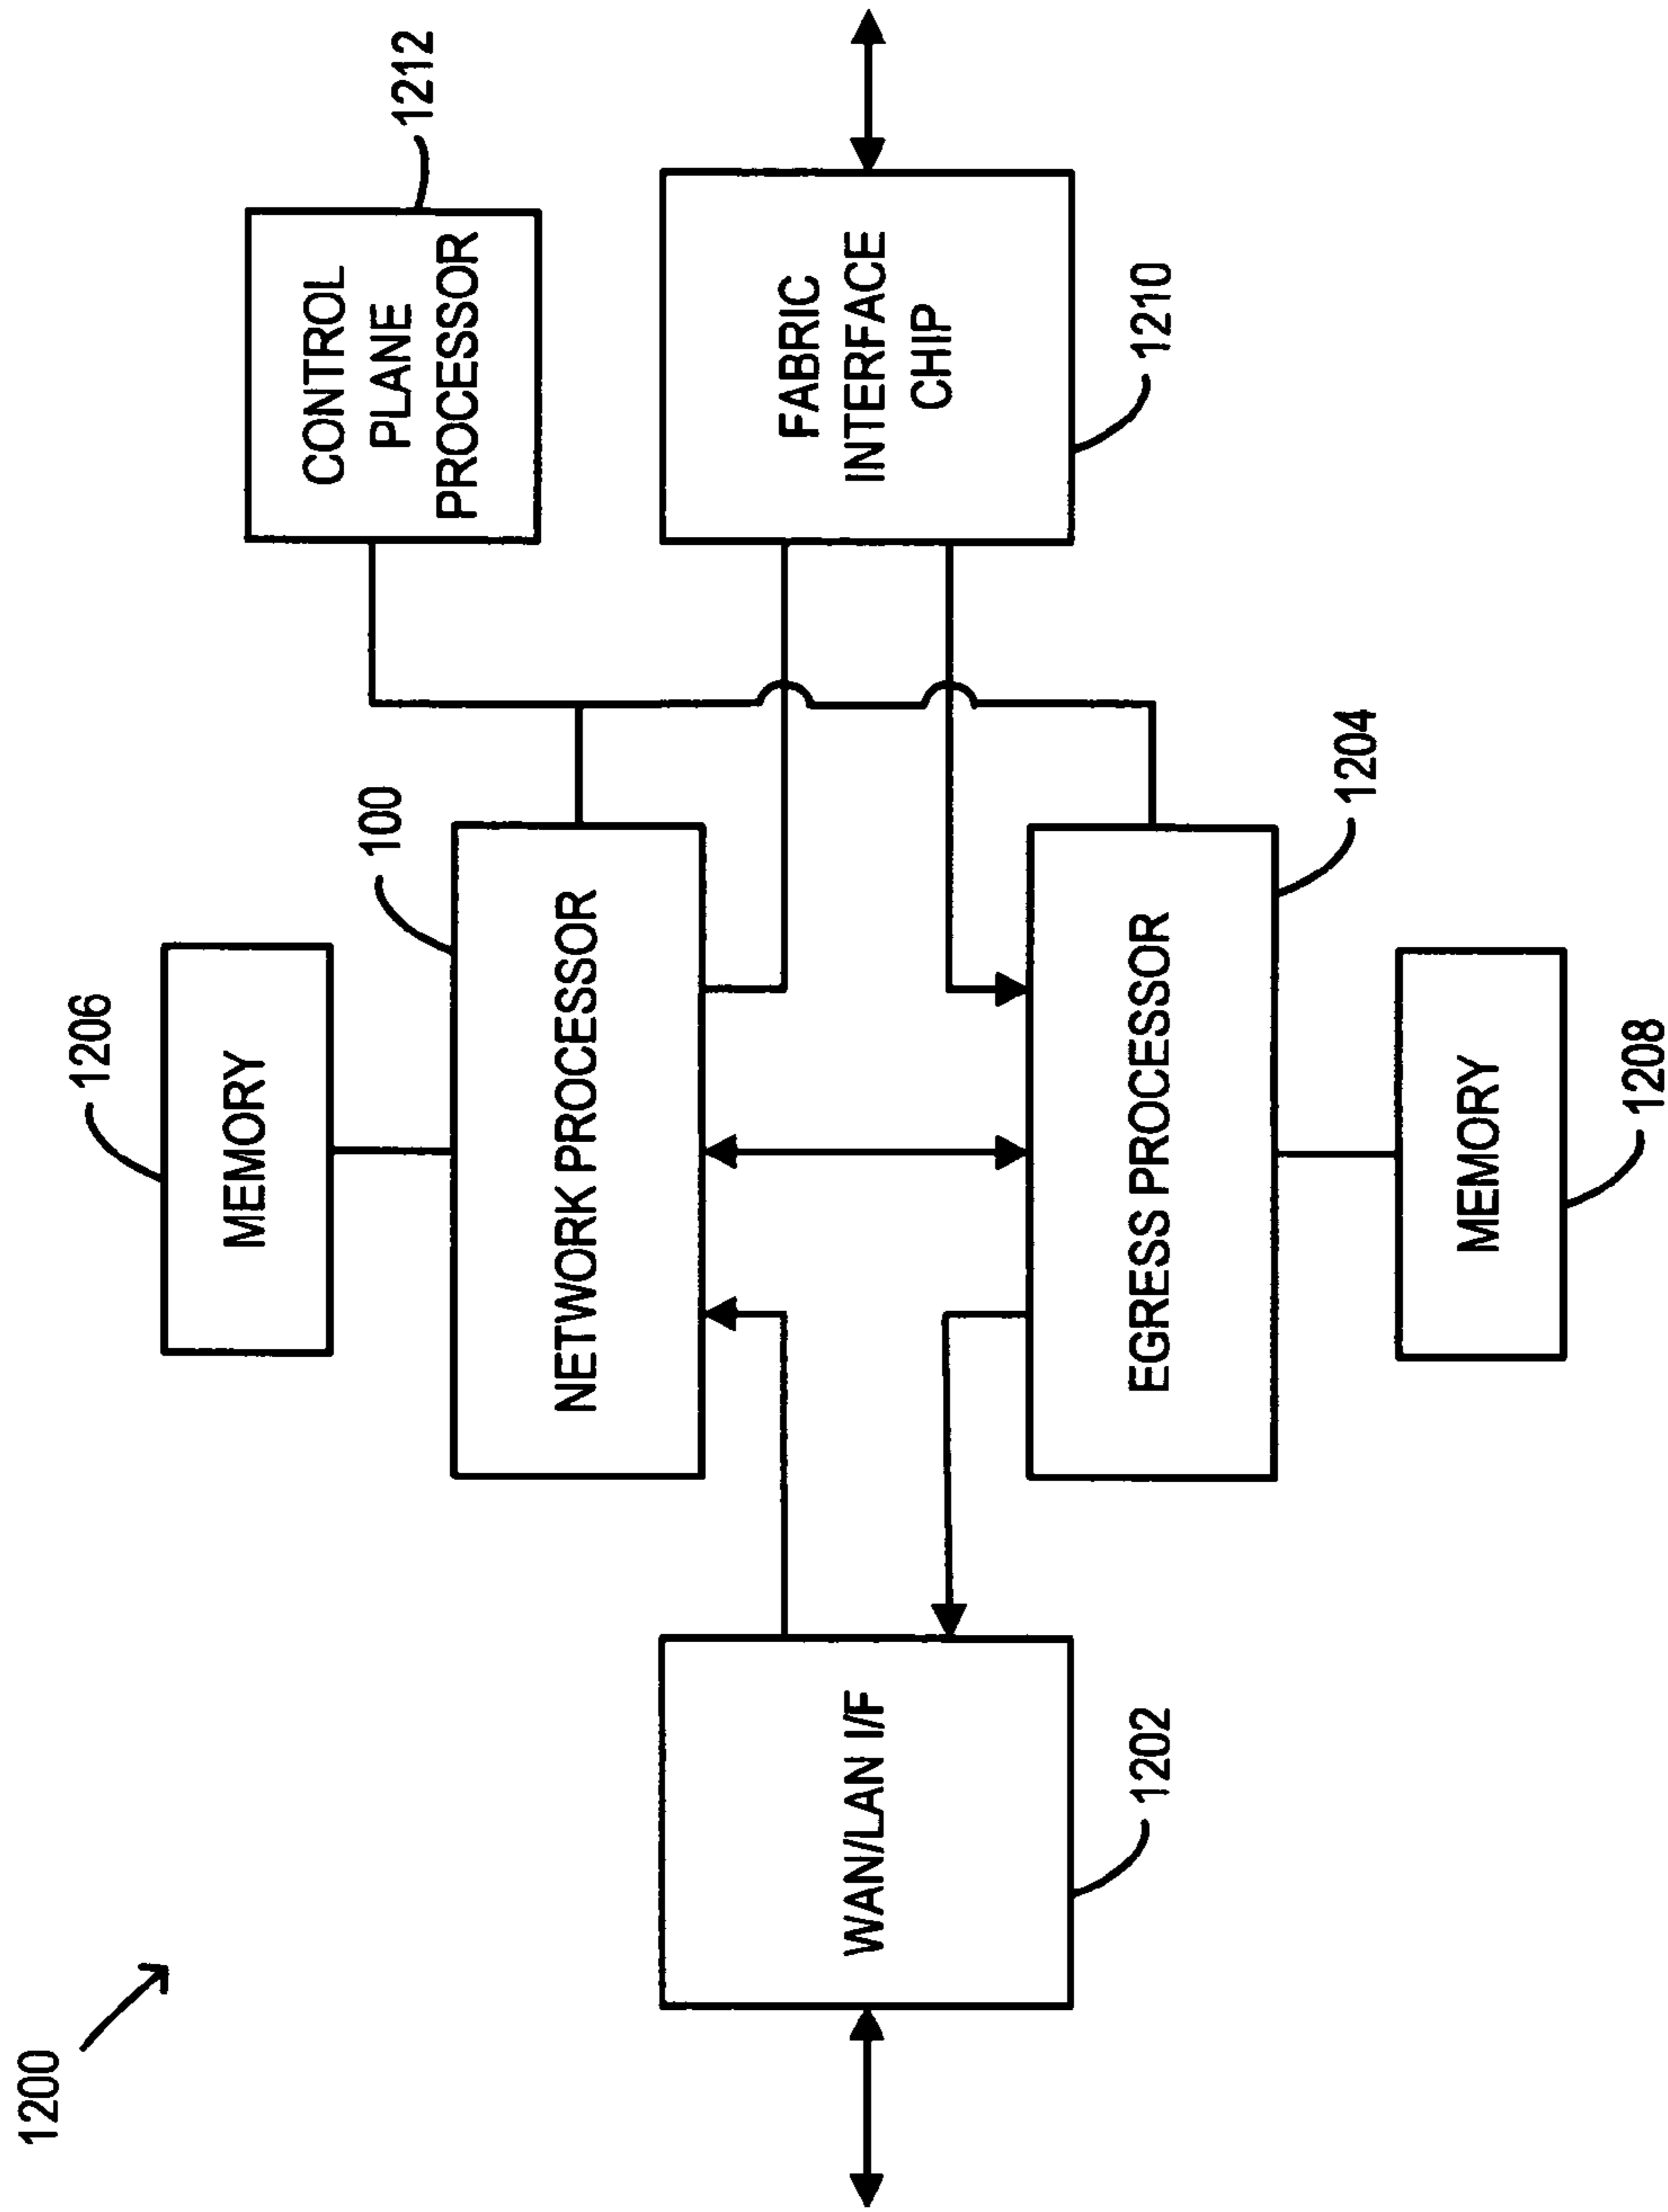 1200
1206
MEMORY
100
NETWORK PROCESSOR
1212
CONTROL
PLANE
PROCESSOR
WAN/LAN I/F
1202
FABRIC
INTERFACE
CHIP
1210
EGRESS PROCESSOR
1204
MEMORY
1208